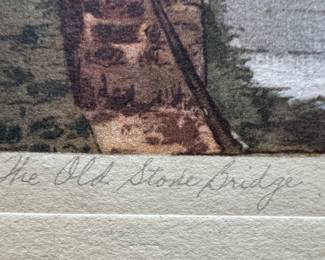 The Old Stone Bridge